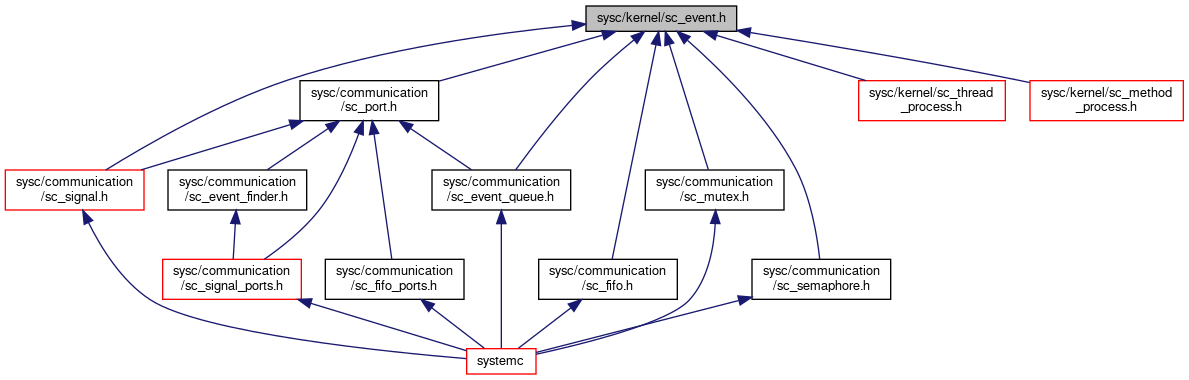 sysc/kernel/sc_event.h
sysc/communication
/sc_port.h
sysc/kernel/sc_thread
_process.h
sysc/kernel/sc_method
_process.h
sysc/communication
/sc_signal.h
sysc/communication
/sc_event_finder.h
sysc/communication
/sc_event_queue.h
sysc/communication
/sc_mutex.h
sysc/communication
/sc_signal_ports.h
sysc/communication
/sc_fifo_ports.h
sysc/communication
/sc_fifo.h
sysc/communication
/sc_semaphore.h
systemc